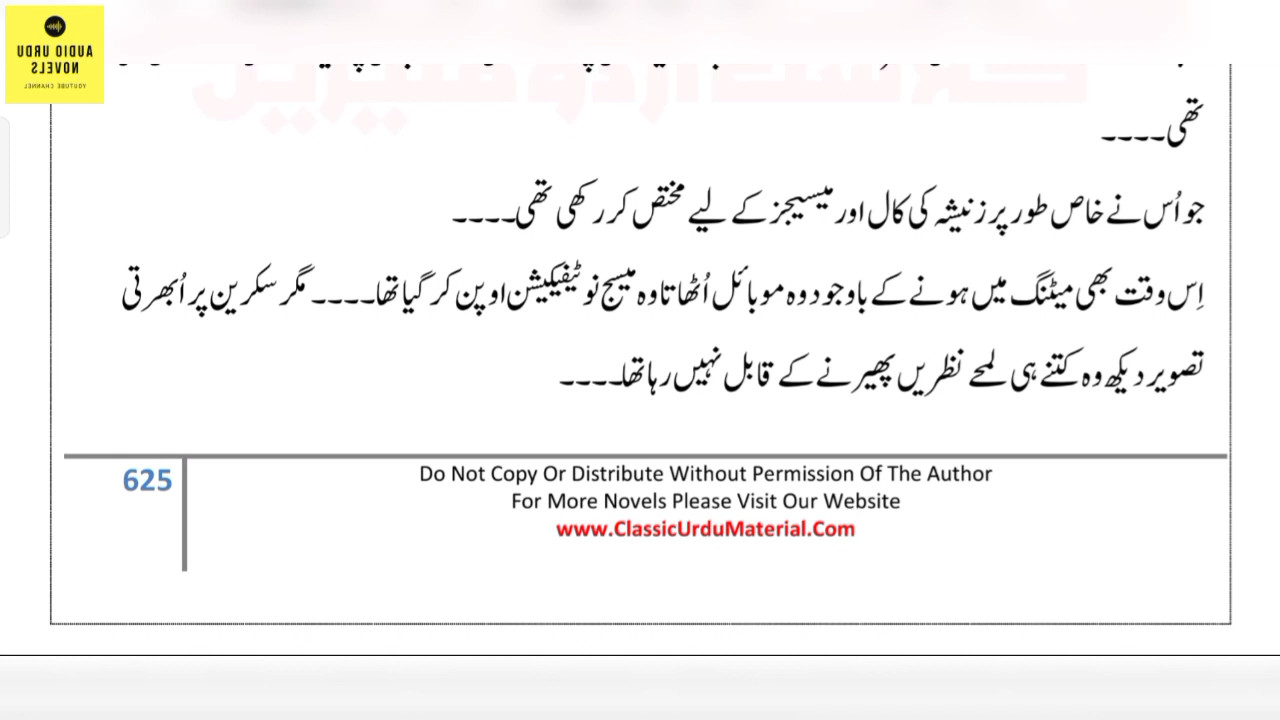 AUDIO URDU
NOVELS
YOUTUBE CHANNEL
تھی۔۔۔۔
جو اُس نے خاص طور پر زنیشہ کی کال اور میسیجز کے لیے مختص کر رکھی تھی۔۔۔۔
اِس وقت بھی میٹنگ میں ہونے کے باوجود وہ موبائل اُٹھاتا وہ میسج نوٹیفیکیشن اوپن کر گیا تھا۔۔۔۔ مگر سکرین پر اُبھرتی
تصویر دیکھ وہ کتنے ہی لمحے نظریں پھیرنے کے قابل نہیں رہا تھا۔۔۔۔
625
Do Not Copy Or Distribute Without Permission Of The Author
For More Novels Please Visit Our Website
www.ClassicUrduMaterial.Com